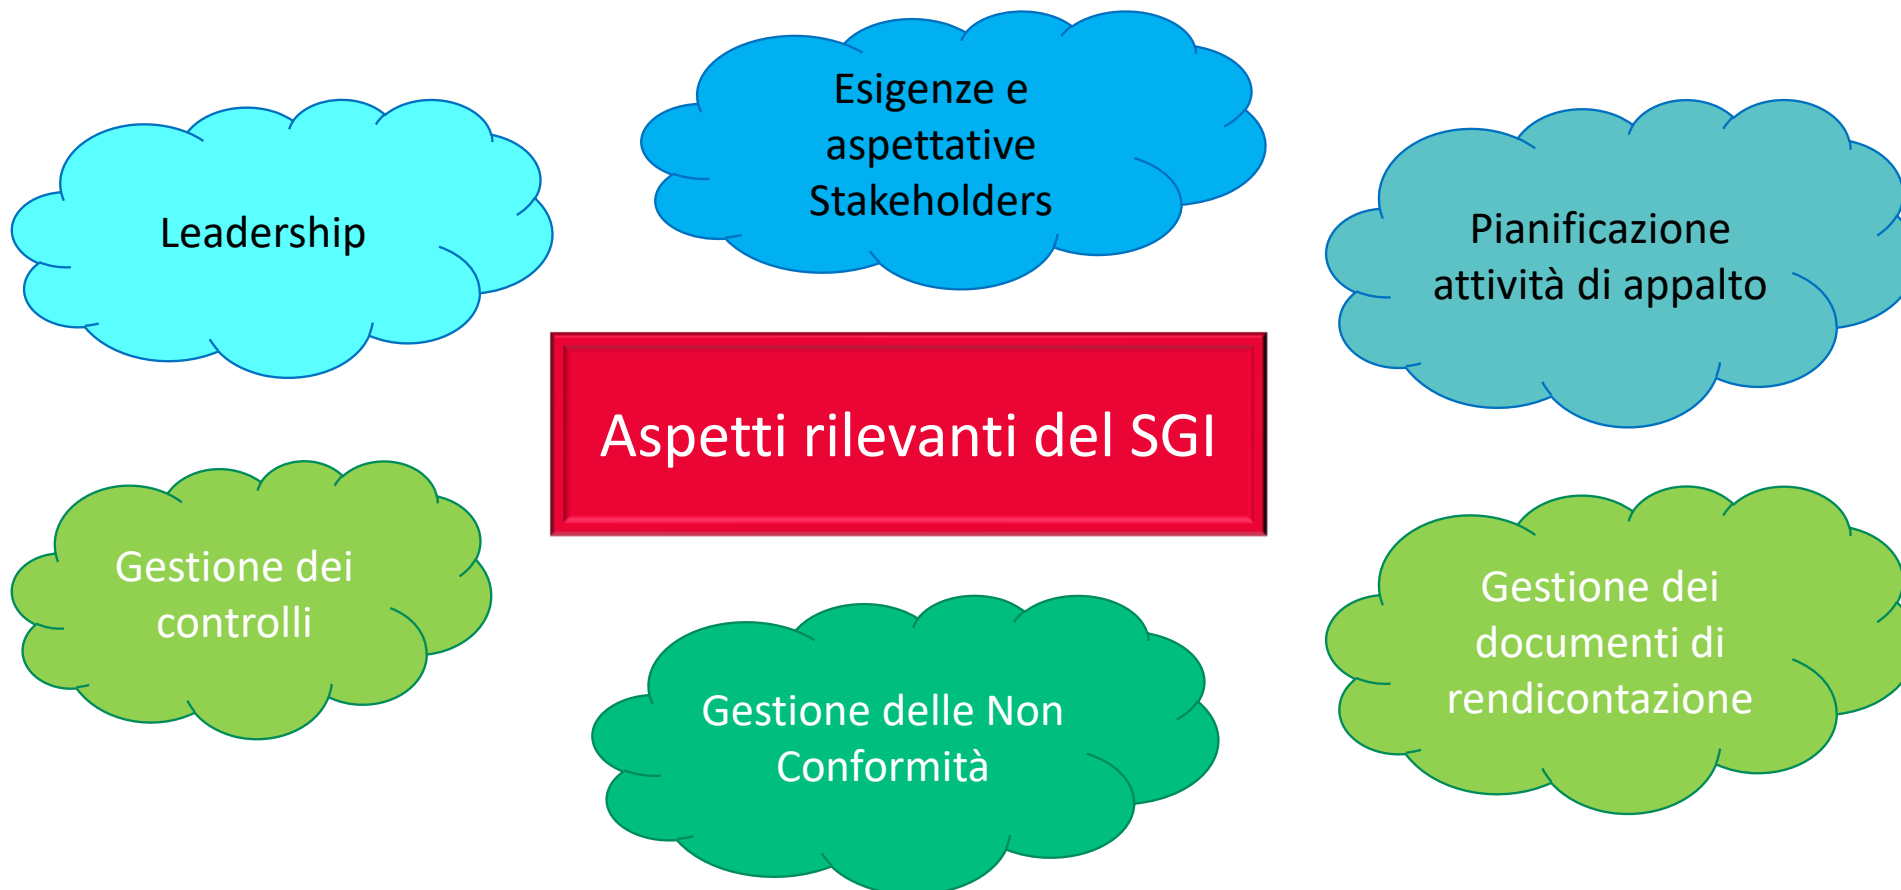 Esigenze e
aspettative
Stakeholders
Leadership
Pianificazione
attività di appalto
Aspetti rilevanti del SGI
Gestione dei
controlli
Gestione dei
documenti di
rendicontazione
Gestione delle Non
Conformità